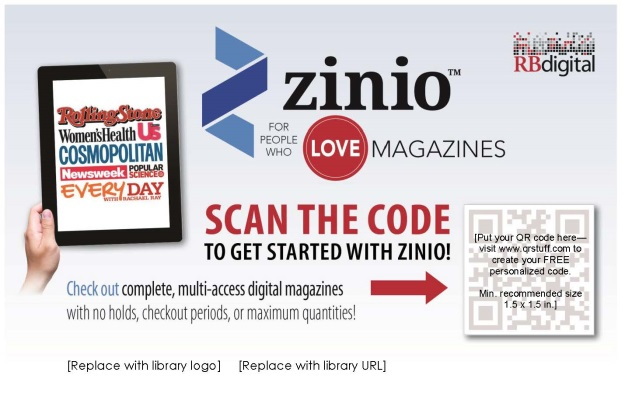 zinio™
RBdigital
FOR
PEOPLE
WHO
LOVE MAGAZINES
RollingStone
Women'sHealth Us
COSMOPOLITAN
Newsweek POPULAR
SCIENCE
EVERY DAY
WITH RACHAEL RAY
SCAN THE CODE
TO GET STARTED WITH ZINIO!
Check out complete, multi-access digital magazines
with no holds, checkout periods, or maximum quantities!
[Put your QR code here—
visit www.qrstuff.com to
create your FREE
personalized code.
Min. recommended size
1.5 x 1.5 in.]
[Replace with library logo] [Replace with library URL]